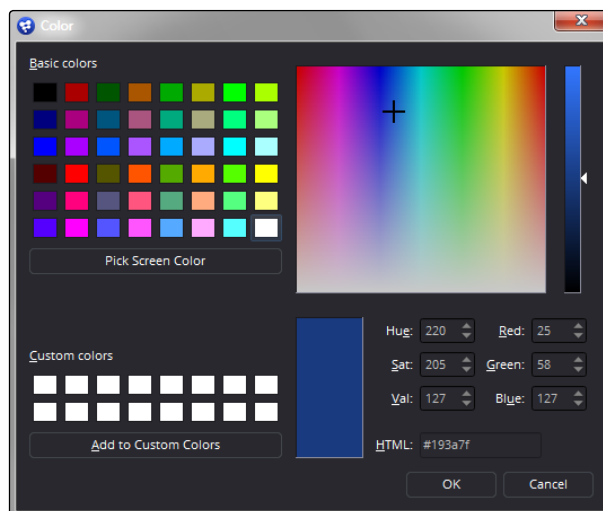 Color
Basic colors
Pick Screen Color
Hue: 220 Red: 25
Custom colors
Sat: 205 Green: 58
Val: 127 Blue: 127
Add to Custom Colors
HTML: #193a7f
OK Cancel